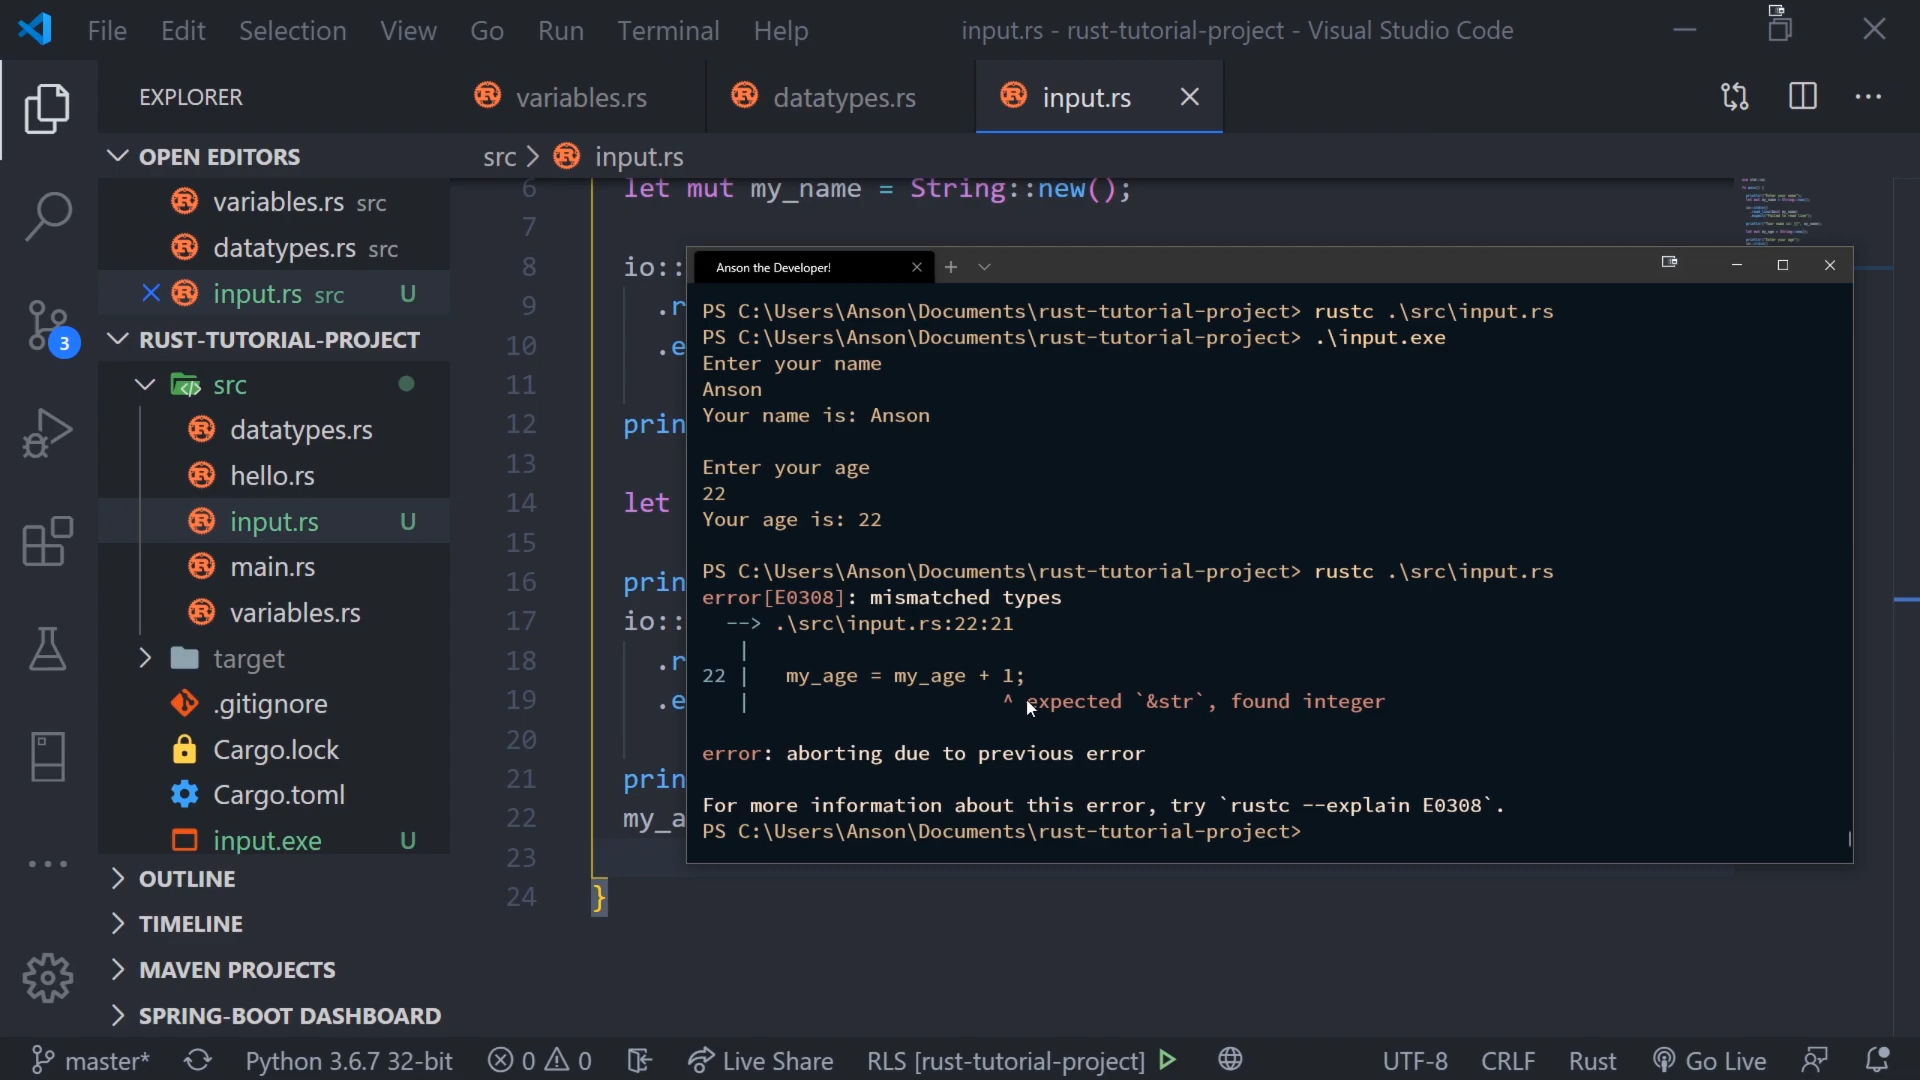 File Edit Selection View Go Run Terminal Help input.rs - rust-tutorial-project - Visual Studio Code
EXPLORER
variables.rs
datatypes.rs
input.rs
OPEN EDITORS
src > input.rs
variables.rs src
datatypes.rs src
input.rs src U
3
RUST-TUTORIAL-PROJECT
src
datatypes.rs
hello.rs
input.rs U
main.rs
variables.rs
target
.gitignore
Cargo.lock
Cargo.toml
input.exe U
OUTLINE
TIMELINE
MAVEN PROJECTS
SPRING-BOOT DASHBOARD
6 let mut my_name = String::new();
7
8 io::
9 .r
10 .e
11
12 prin
13
14 let
15
16 prin
17 io::
18 .r
19 .e
20
21 prin
22 my_a
23
24 }
Anson the Developer!
PS C:\Users\Anson\Documents\rust-tutorial-project> rustc .\src\input.rs
PS C:\Users\Anson\Documents\rust-tutorial-project> .\input.exe
Enter your name
Anson
Your name is: Anson
Enter your age
22
Your age is: 22
PS C:\Users\Anson\Documents\rust-tutorial-project> rustc .\src\input.rs
error[E0308]: mismatched types
--> .\src\input.rs:22:21
|
22 | my_age = my_age + 1;
| ^ expected `&str`, found integer
error: aborting due to previous error
For more information about this error, try `rustc --explain E0308`.
PS C:\Users\Anson\Documents\rust-tutorial-project>
master* Python 3.6.7 32-bit 0 0 Live Share RLS [rust-tutorial-project] UTF-8 CRLF Rust Go Live